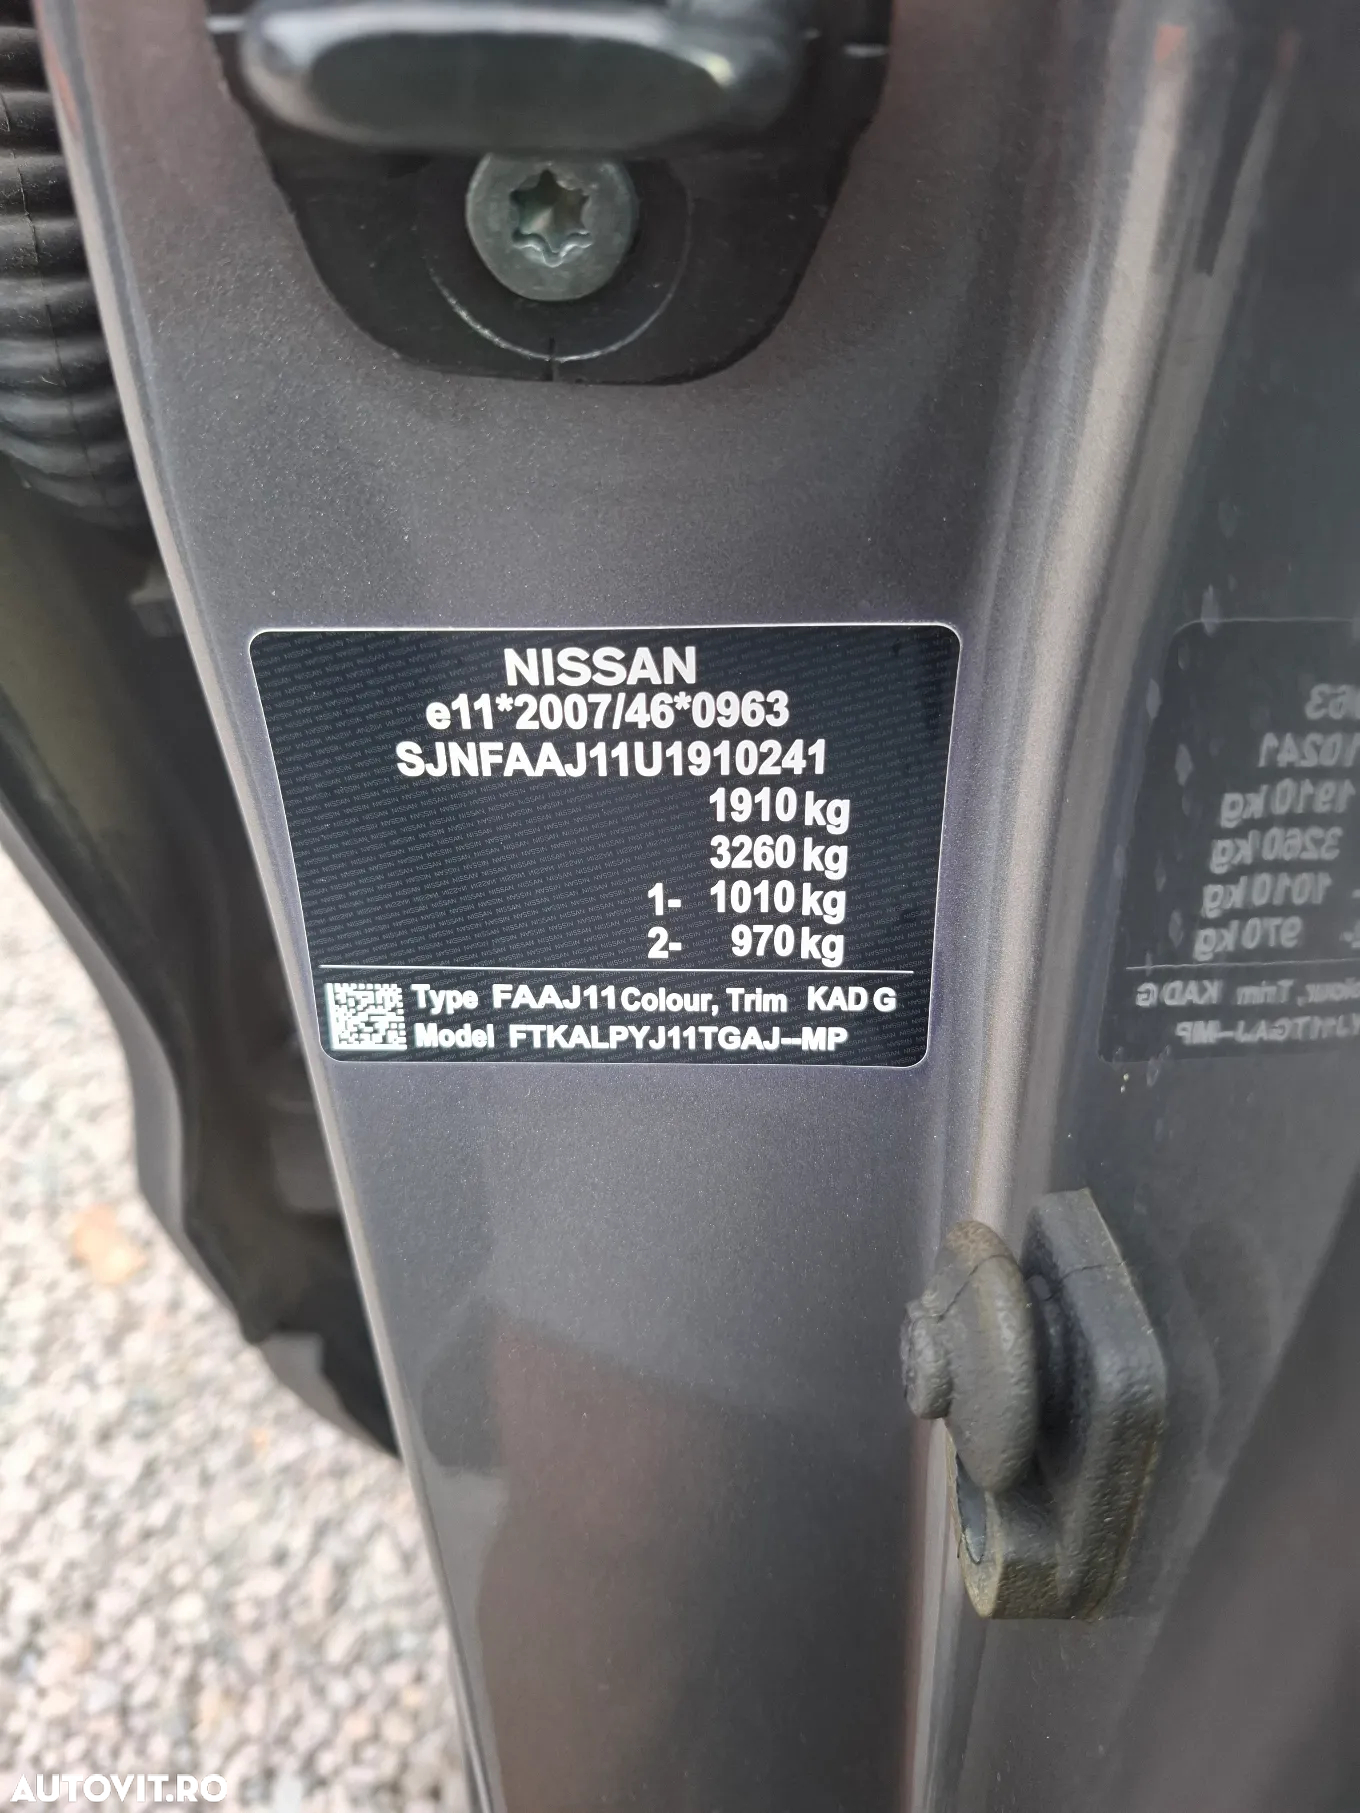 NISSAN
e11*2007/46*0963
SJNFAAJ11U1910241
1910 kg
3260 kg
1- 1010 kg
2- 970 kg
Type FAAJ11 Colour, Trim KAD G
Model FTKALPYJ11TGAJ--MP
AUTOVIT.RO